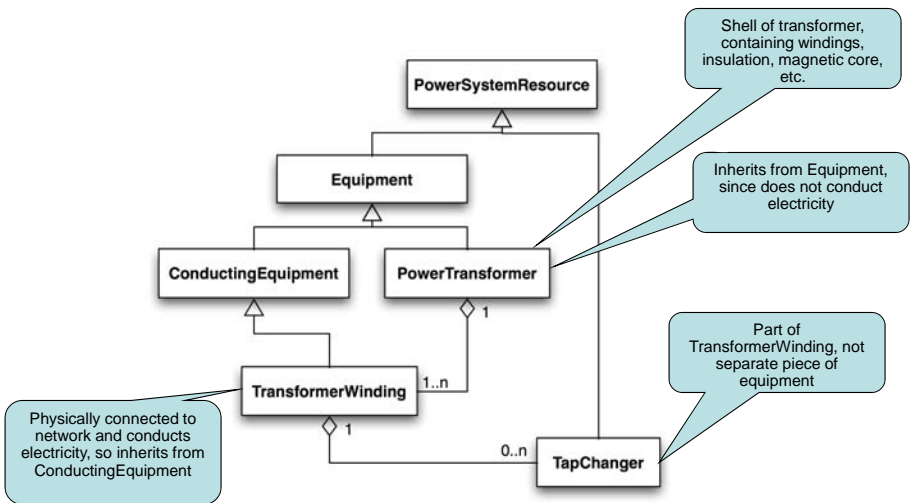 Shell of transformer,
containing windings,
insulation, magnetic core,
etc.
PowerSystemResource
Equipment
Inherits from Equipment,
since does not conduct
electricity
ConductingEquipment
PowerTransformer
1
Part of
TransformerWinding, not
separate piece of
equipment
TransformerWinding
1..n
Physically connected to
network and conducts
electricity, so inherits from
ConductingEquipment
1
0..n
TapChanger